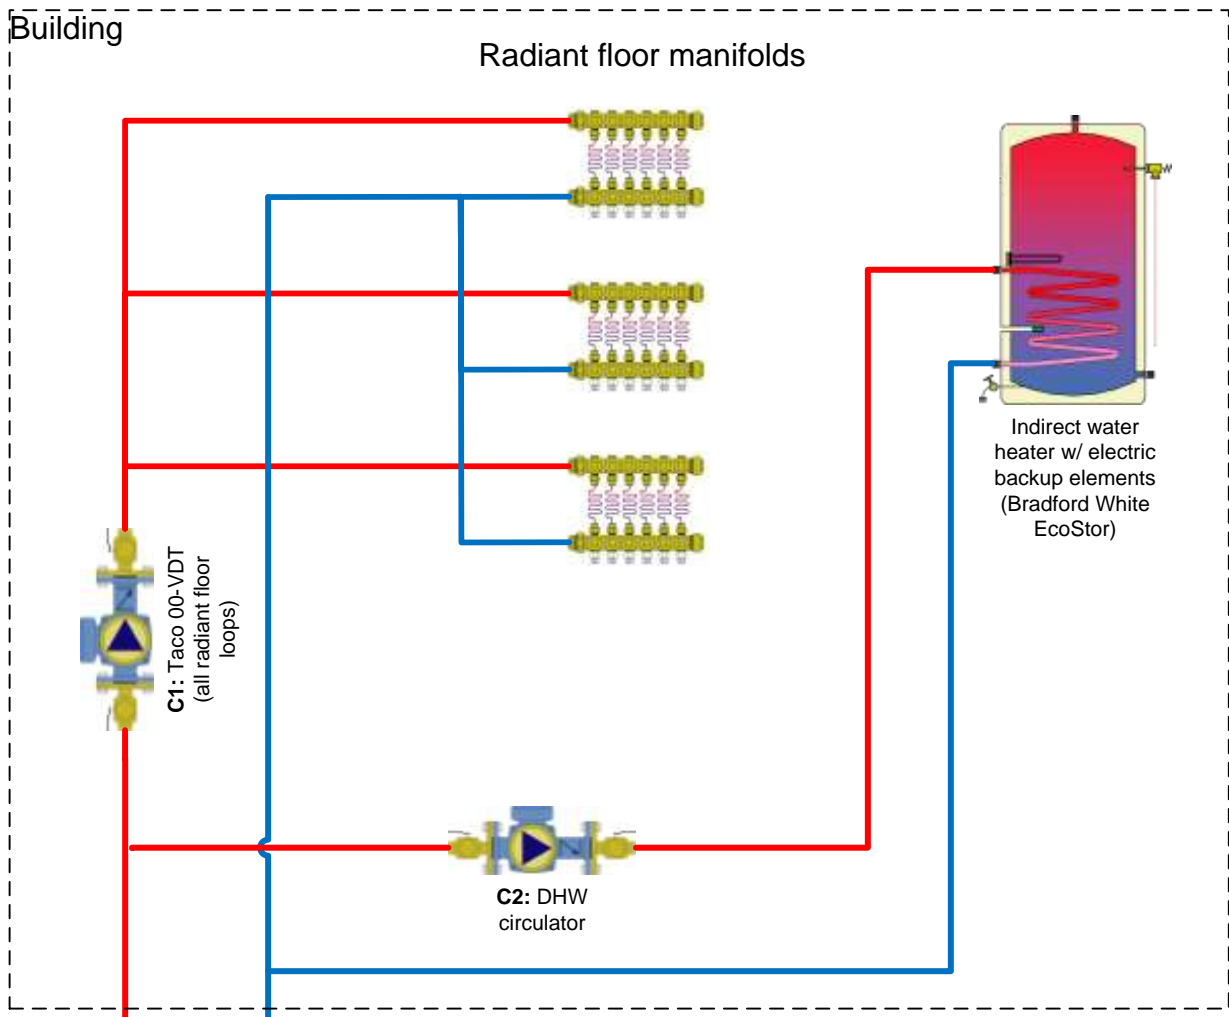 Building
Radiant floor manifolds
Indirect water
heater w/ electric
backup elements
(Bradford White
EcoStor)
C1: Taco 00-VDT
(all radiant floor
loops)
C2: DHW
circulator